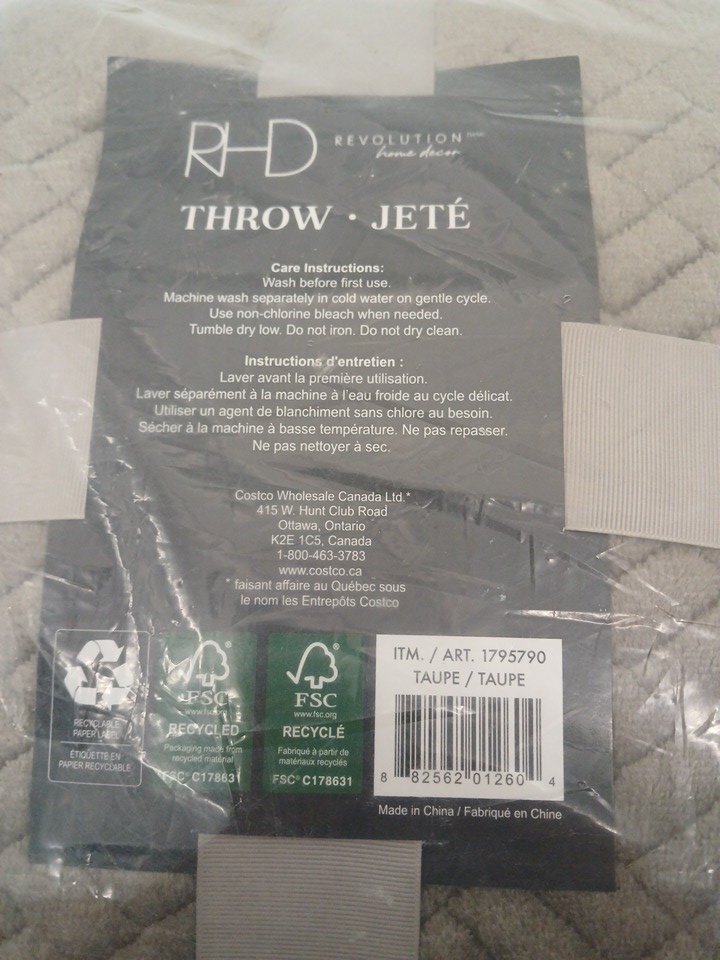 RHD REVOLUTION
home decor
THROW · JETÉ
Care Instructions:
Wash before first use.
Machine wash separately in cold water on gentle cycle.
Use non-chlorine bleach when needed.
Tumble dry low. Do not iron. Do not dry clean.
Instructions d'entretien :
Laver avant la première utilisation.
Laver séparément à la machine à l'eau froide au cycle délicat.
Utiliser un agent de blanchiment sans chlore au besoin.
Sécher à la machine à basse température. Ne pas repasser.
Ne pas nettoyer à sec.
Costco Wholesale Canada Ltd.*
415 W. Hunt Club Road
Ottawa, Ontario
K2E 1C5, Canada
1-800-463-3783
www.costco.ca
* faisant affaire au Québec sous
le nom les Entrepôts Costco
RECYCLABLE
PAPER LABEL
ÉTIQUETTE EN
PAPIER RECYCLABLE
FSC
www.fsc.org
RECYCLED
Packaging made from
recycled material
FSC® C178631
FSC
www.fsc.org
RECYCLÉ
Fabriqué à partir de
matériaux recyclés
FSC® C178631
ITM. / ART. 1795790
TAUPE / TAUPE
8 82562 01260 4
Made in China / Fabriqué en Chine